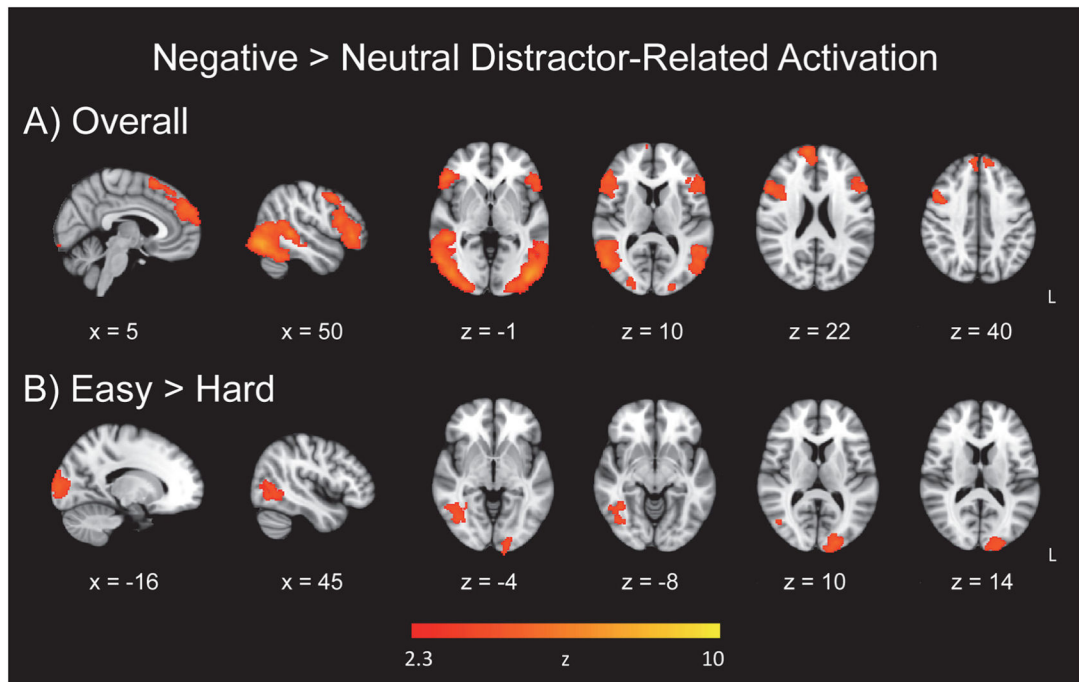 Negative > Neutral Distractor-Related Activation
A) Overall
L
x = 5 x = 50 z = -1 z = 10 z = 22 z = 40
B) Easy > Hard
L
x = -16 x = 45 z = -4 z = -8 z = 10 z = 14
2.3 z 10